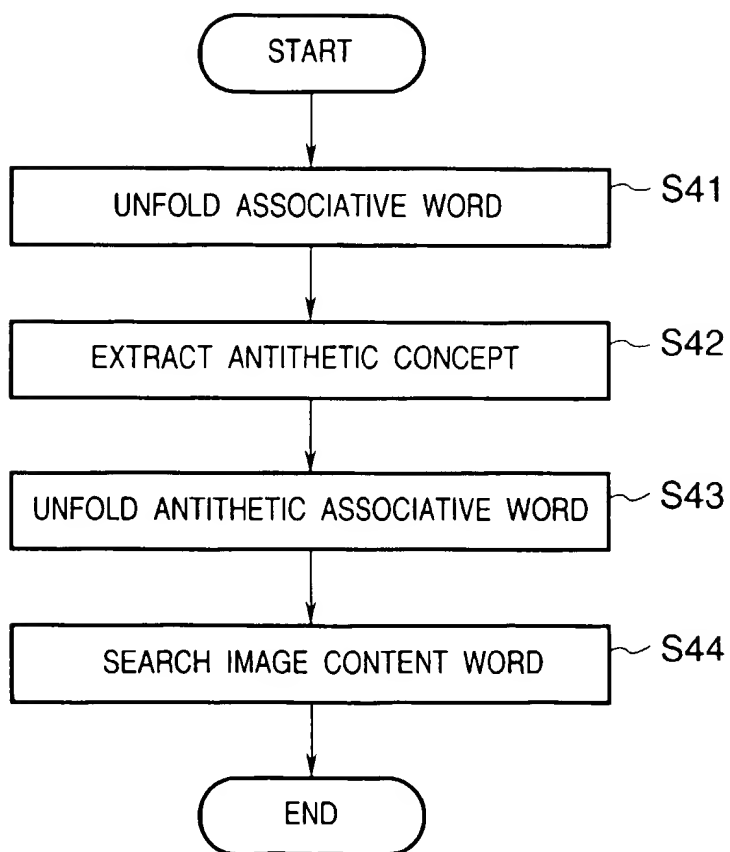 START
UNFOLD ASSOCIATIVE WORD
S41
EXTRACT ANTITHETIC CONCEPT
S42
UNFOLD ANTITHETIC ASSOCIATIVE WORD
S43
SEARCH IMAGE CONTENT WORD
S44
END